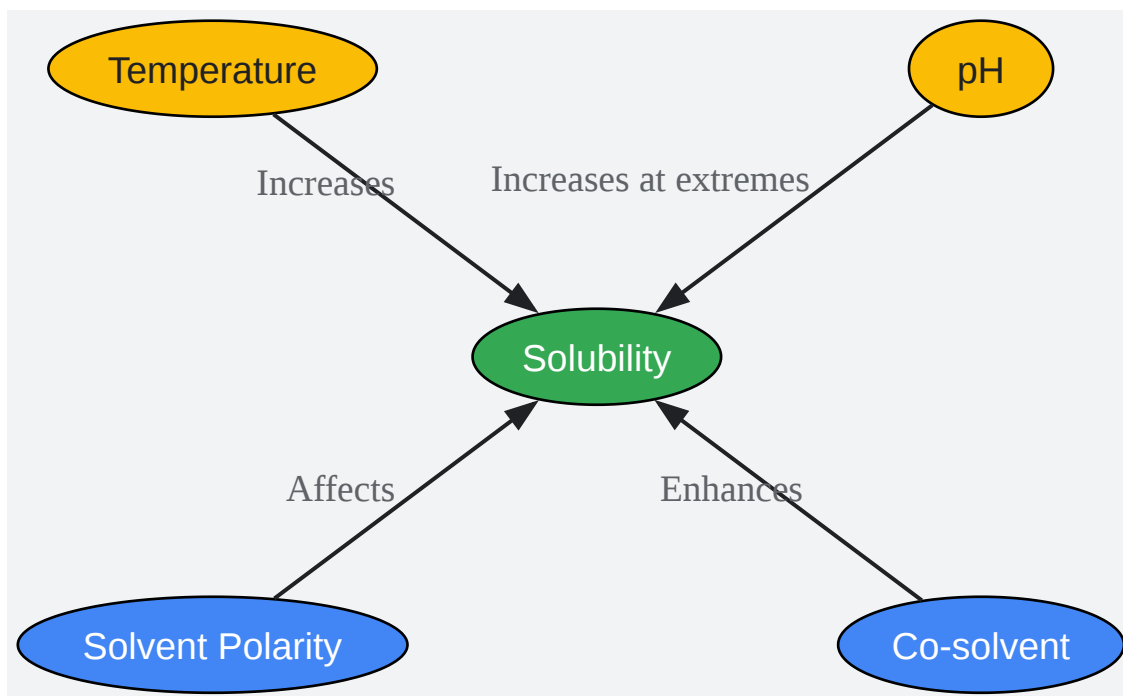 Temperature
pH
Increases
Increases at extremes
Solubility
Affects
Enhances
Solvent Polarity
Co-solvent